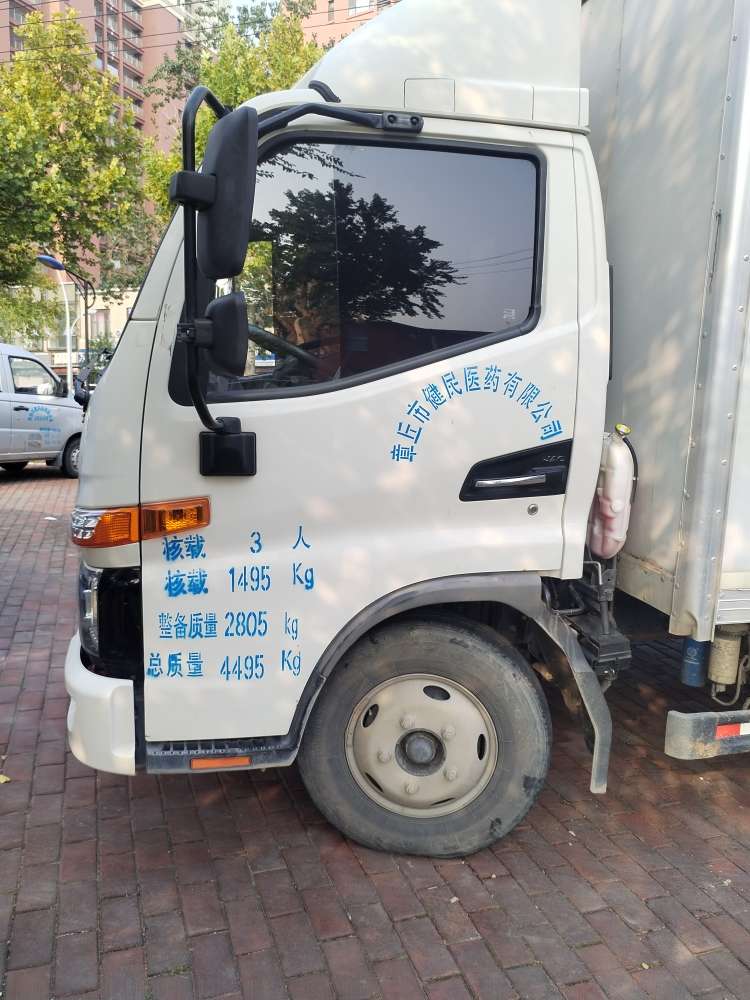 章丘市健民医药有限公司
核载 3 人
核载 1495 Kg
整备质量 2805 kg
总质量 4495 Kg